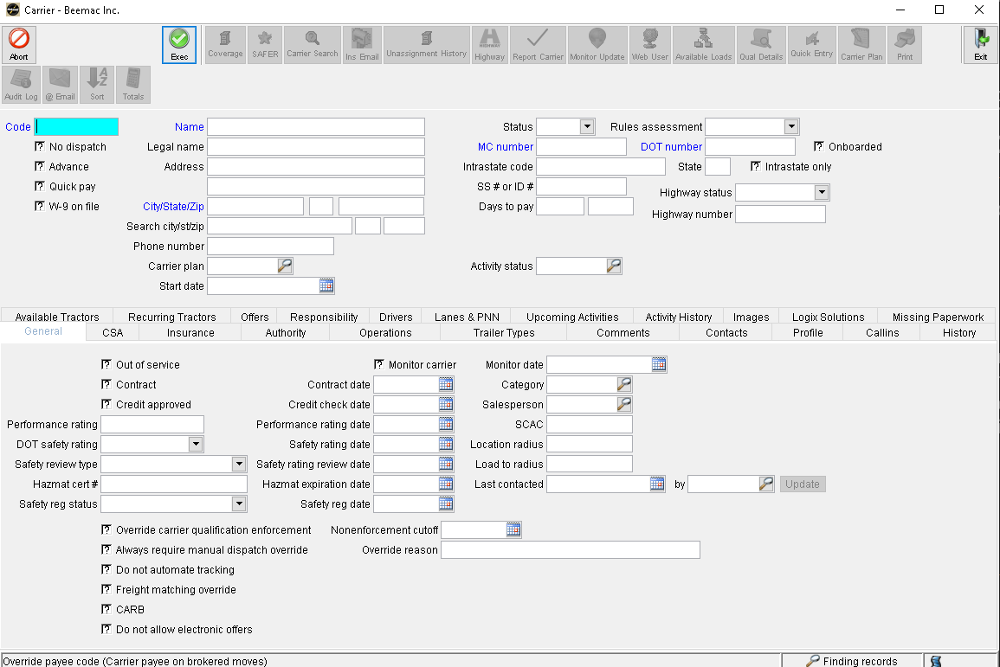 Carrier - Beemac Inc.
Abort
Exec
Coverage
SAFER
Carrier Search
Ins Email
Unassignment History
Highway
Report Carrier
Monitor Update
Web User
Available Loads
Qual Details
Quick Entry
Carrier Plan
Print
Exit
Audit Log
@ Email
Sort
Totals
Code
Name
Status
Rules assessment
? No dispatch
Legal name
MC number
DOT number
? Onboarded
? Advance
Address
Intrastate code
State
? Intrastate only
? Quick pay
SS # or ID #
Highway status
? W-9 on file
City/State/Zip
Days to pay
Highway number
Search city/st/zip
Phone number
Carrier plan
Activity status
Start date
Available Tractors
Recurring Tractors
Offers
Responsibility
Drivers
Lanes & PNN
Upcoming Activities
Activity History
Images
Logix Solutions
Missing Paperwork
General
CSA
Insurance
Authority
Operations
Trailer Types
Comments
Contacts
Profile
Callins
History
? Out of service
? Monitor carrier
Monitor date
? Contract
Contract date
Category
? Credit approved
Credit check date
Salesperson
Performance rating
Performance rating date
SCAC
DOT safety rating
Safety rating date
Location radius
Safety review type
Safety rating review date
Load to radius
Hazmat cert #
Hazmat expiration date
Last contacted
by
Update
Safety reg status
Safety reg date
? Override carrier qualification enforcement
Nonenforcement cutoff
? Always require manual dispatch override
Override reason
? Do not automate tracking
? Freight matching override
? CARB
? Do not allow electronic offers
Override payee code (Carrier payee on brokered moves)
Finding records